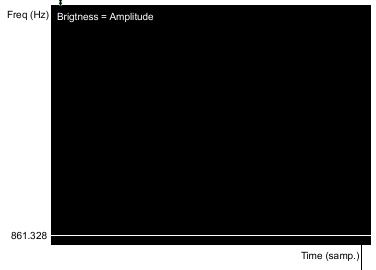 Freq (Hz)
Brigtness = Amplitude
861.328
Time (samp.)